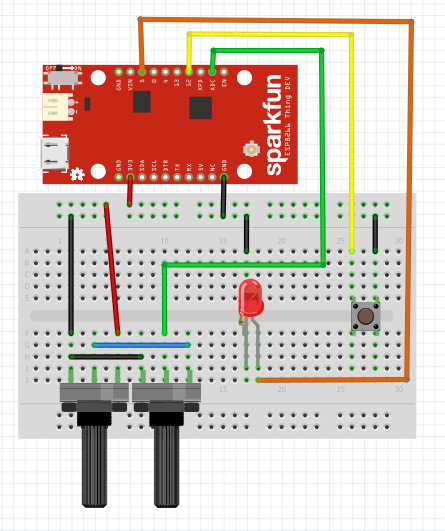 OFF ON
GND VIN 5 0 4 13 12 XPD ADC EN
sparkfun
ESP8266 Thing DEV
GND 3V3 SDA SCL DTR TX RX 5V NC GND
1 10 15 20 25 30
A
B
C
D
E
F
G
H
I
J
15 20 25 30